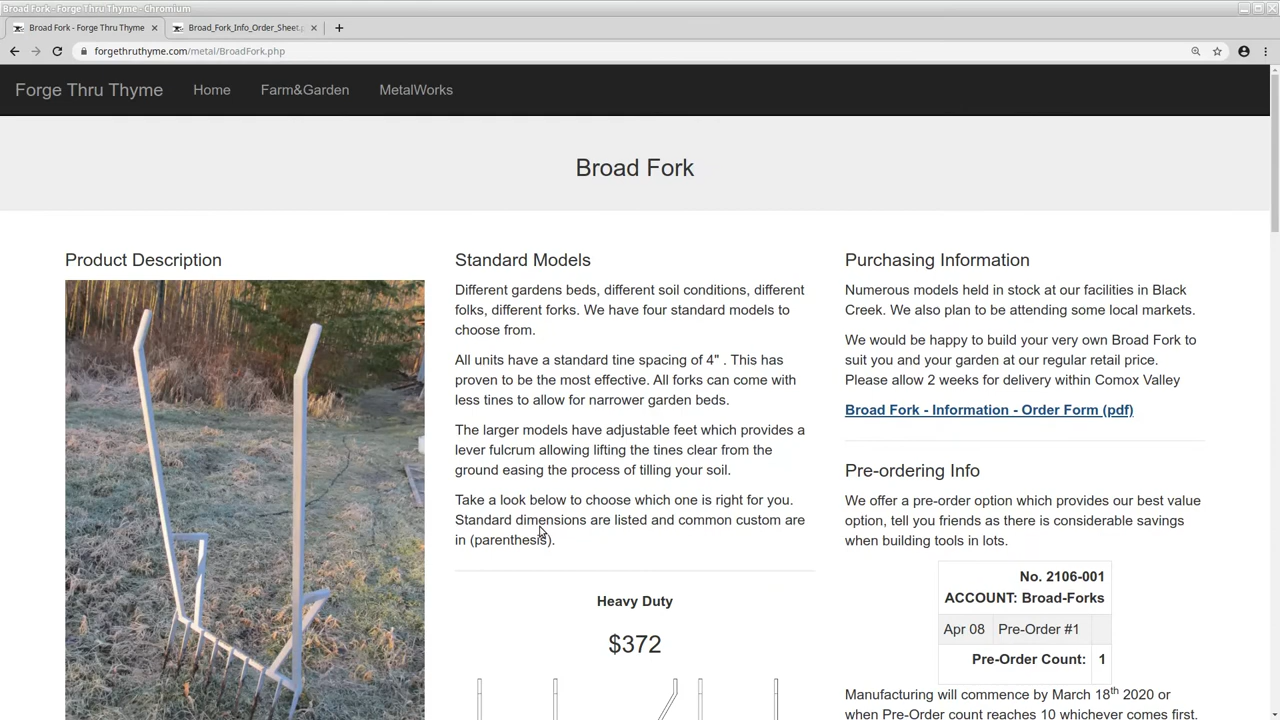 Broad Fork - Forge Thru Thyme - Chromium
Broad Fork - Forge Thru Thyme
Broad_Fork_Info_Order_Sheet.p
forgethruthyme.com/metal/BroadFork.php
Forge Thru Thyme Home Farm&Garden MetalWorks
Broad Fork
Product Description
Standard Models
Different gardens beds, different soil conditions, different
folks, different forks. We have four standard models to
choose from.
All units have a standard tine spacing of 4" . This has
proven to be the most effective. All forks can come with
less tines to allow for narrower garden beds.
The larger models have adjustable feet which provides a
lever fulcrum allowing lifting the tines clear from the
ground easing the process of tilling your soil.
Take a look below to choose which one is right for you.
Standard dimensions are listed and common custom are
in (parenthesis).
Heavy Duty
$372
Purchasing Information
Numerous models held in stock at our facilities in Black
Creek. We also plan to be attending some local markets.
We would be happy to build your very own Broad Fork to
suit you and your garden at our regular retail price.
Please allow 2 weeks for delivery within Comox Valley
Broad Fork - Information - Order Form (pdf)
Pre-ordering Info
We offer a pre-order option which provides our best value
option, tell you friends as there is considerable savings
when building tools in lots.
No. 2106-001
ACCOUNT: Broad-Forks
Apr 08 Pre-Order #1
Pre-Order Count: 1
Manufacturing will commence by March 18th 2020 or
when Pre-Order count reaches 10 whichever comes first.